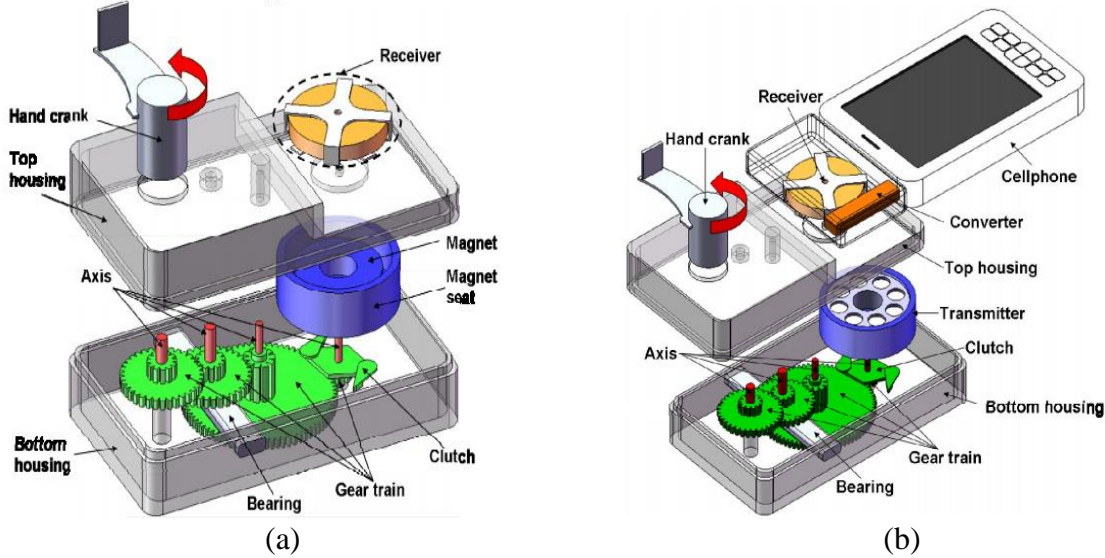 Receiver
Hand crank
Top
housing
Magnet
Magnet
seat
Axis
Bottom
housing
Bearing
Gear train
Clutch
(a)
Receiver
Hand crank
Cellphone
Converter
Top housing
Transmitter
Clutch
Axis
Bottom housing
Gear train
Bearing
(b)